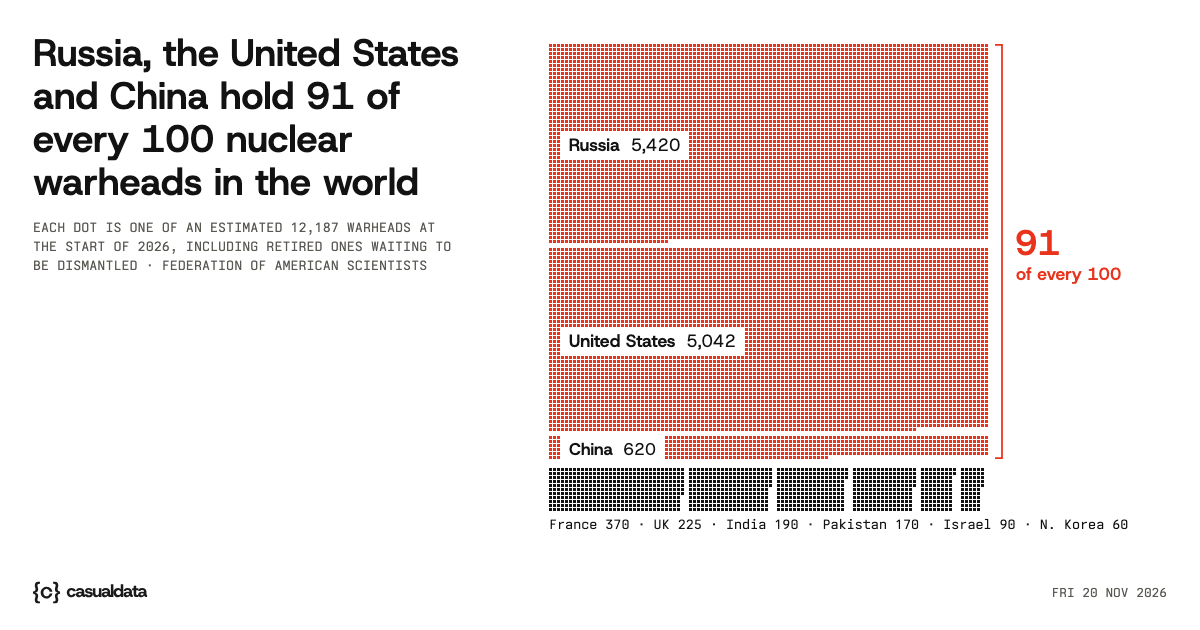 Russia, the United States
and China hold 91 of
every 100 nuclear
warheads in the world
EACH DOT IS ONE OF AN ESTIMATED 12,187 WARHEADS AT
THE START OF 2026, INCLUDING RETIRED ONES WAITING TO
BE DISMANTLED · FEDERATION OF AMERICAN SCIENTISTS
Russia 5,420
United States 5,042
China 620
91
of every 100
France 370 · UK 225 · India 190 · Pakistan 170 · Israel 90 · N. Korea 60
{c} casualdata
FRI 20 NOV 2026